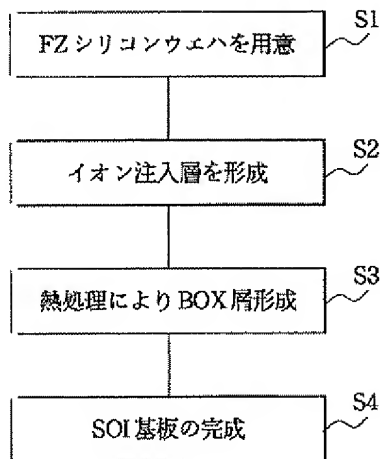 S1
FZシリコンウエハを用意
S2
イオン注入層を形成
S3
熱処理によりBOX層形成
S4
SOI基板の完成